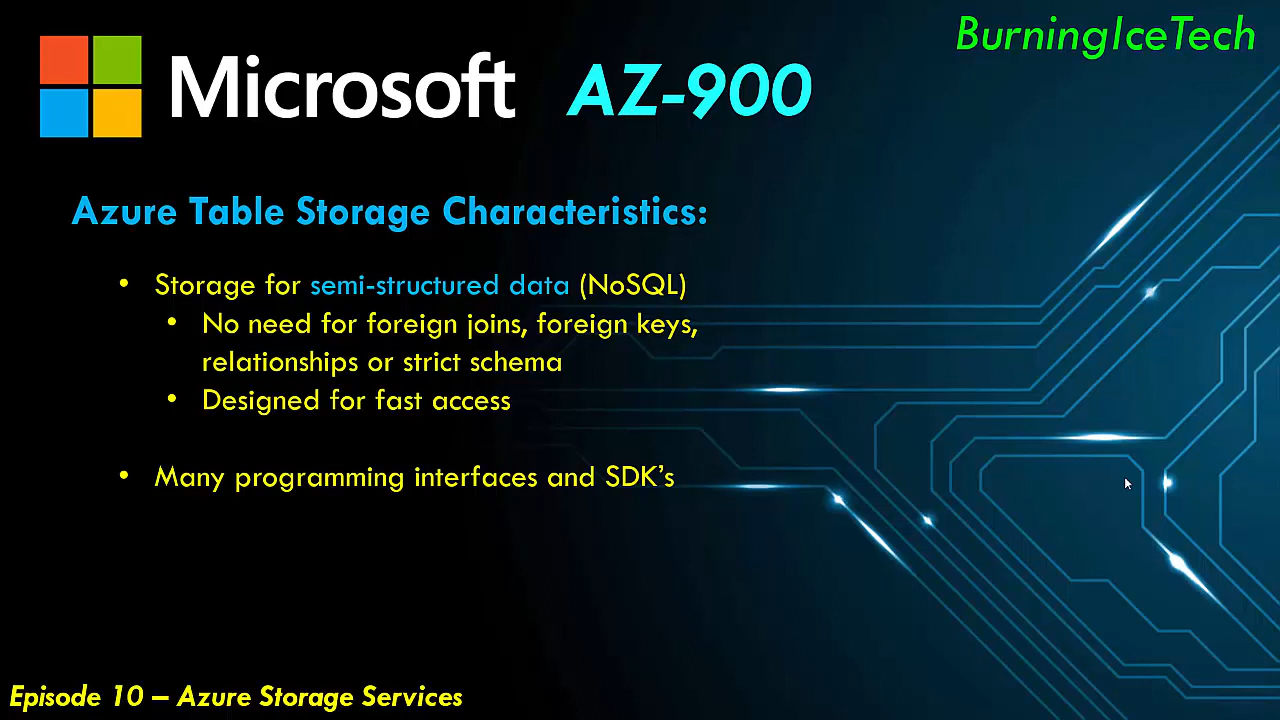 BurningIceTech
Microsoft AZ-900
Azure Table Storage Characteristics:
• Storage for semi-structured data (NoSQL)
• No need for foreign joins, foreign keys,
relationships or strict schema
• Designed for fast access
• Many programming interfaces and SDK's
Episode 10 – Azure Storage Services